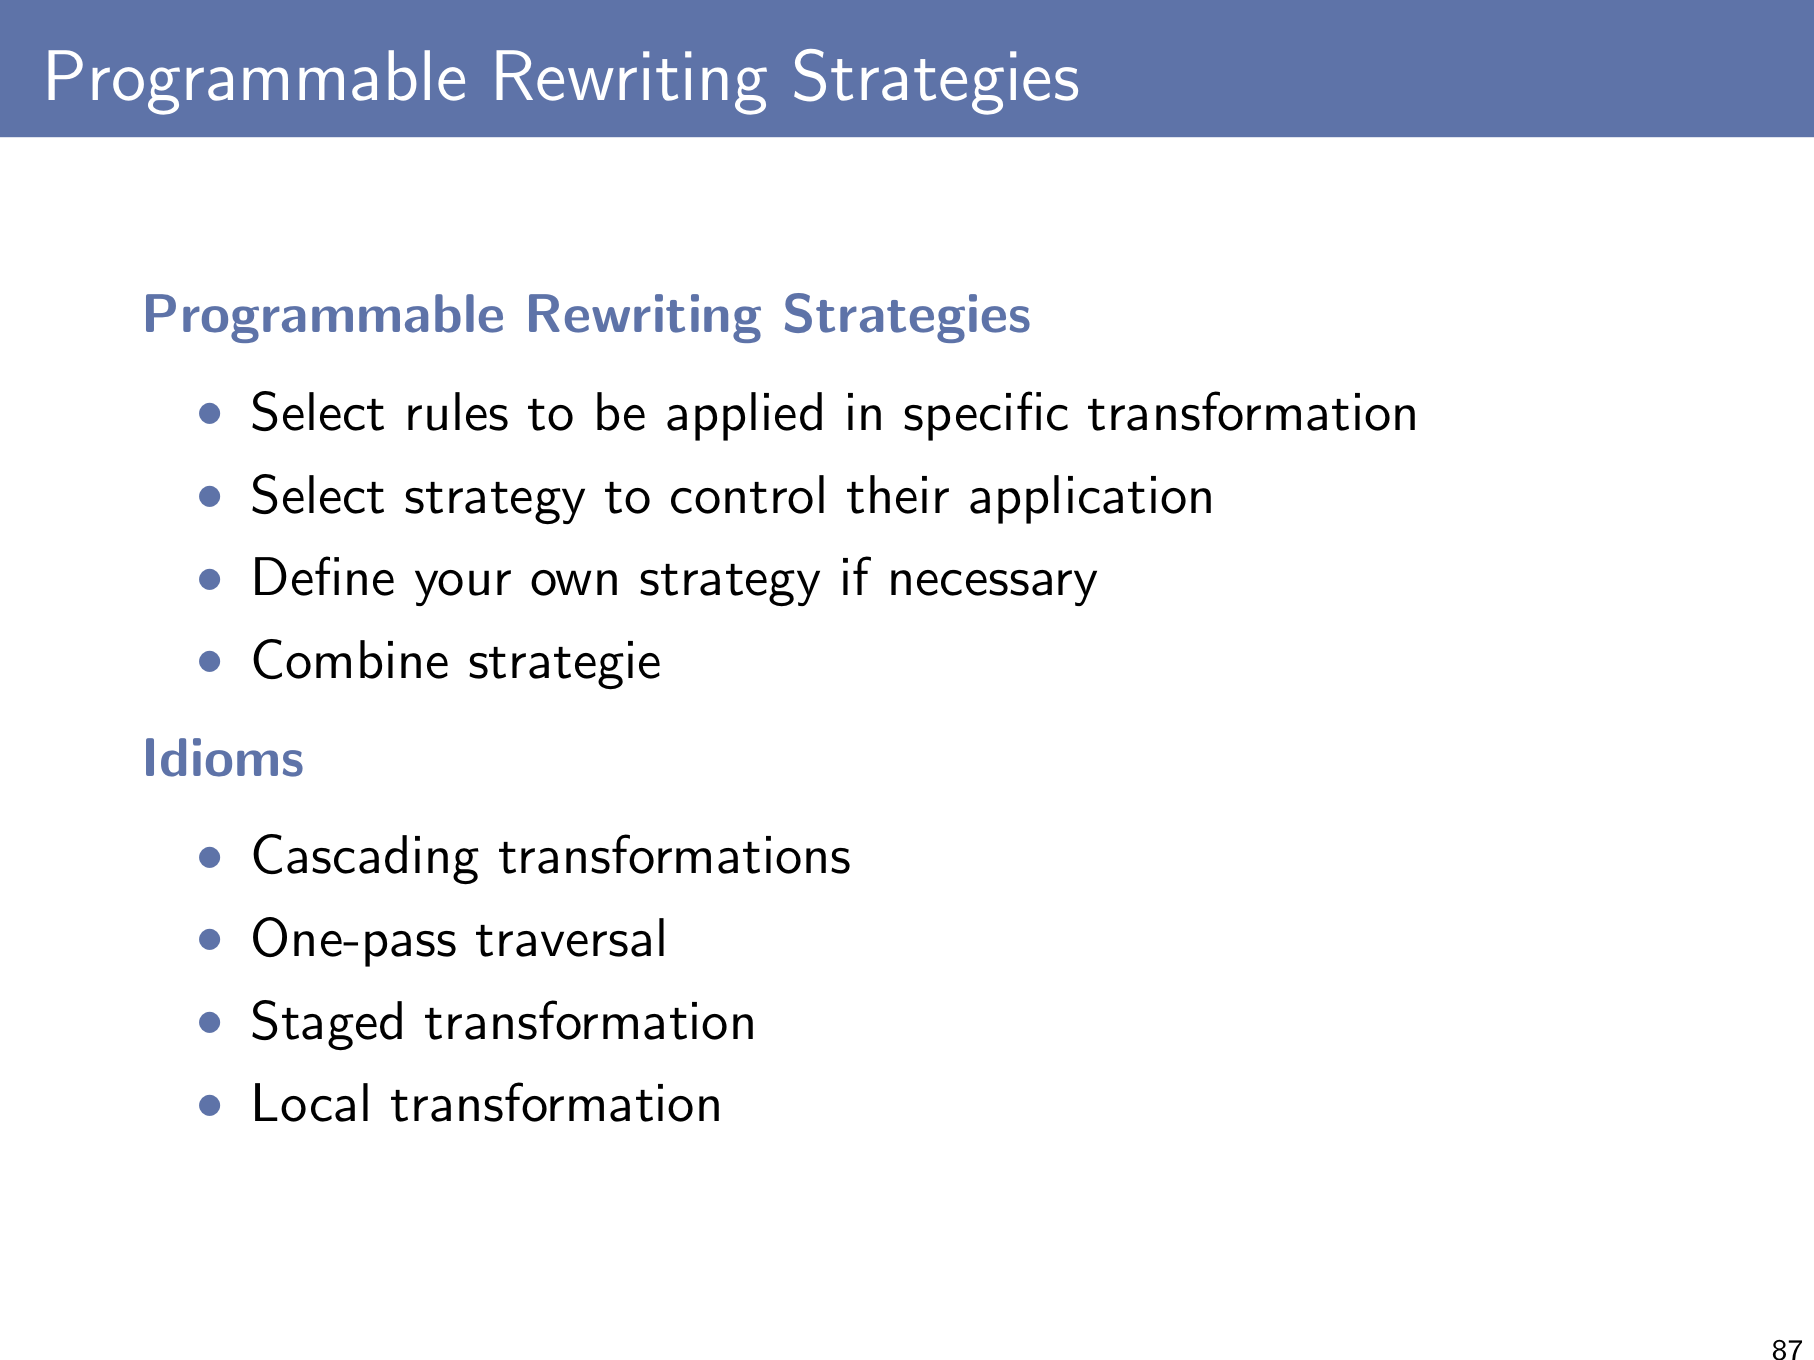 Programmable Rewriting Strategies
Programmable Rewriting Strategies
• Select rules to be applied in specific transformation
• Select strategy to control their application
• Define your own strategy if necessary
• Combine strategie
Idioms
• Cascading transformations
• One-pass traversal
• Staged transformation
• Local transformation
87